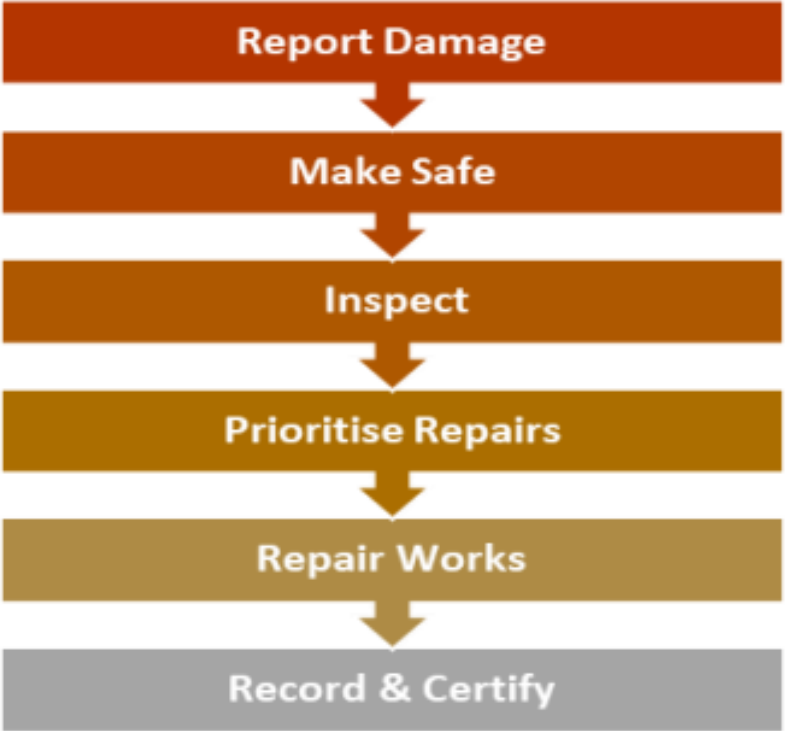 Report Damage
Make Safe
Inspect
Prioritise Repairs
Repair Works
Record & Certify